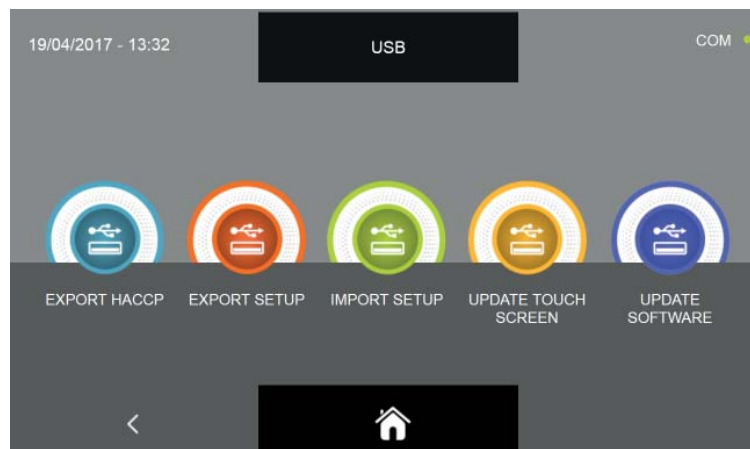 19/04/2017 - 13:32
USB
COM
EXPORT HACCP
EXPORT SETUP
IMPORT SETUP
UPDATE TOUCH
SCREEN
UPDATE
SOFTWARE